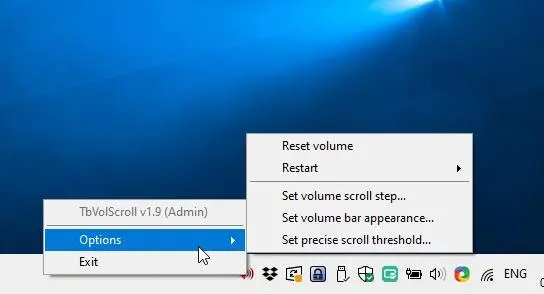 Reset volume
Restart
Set volume scroll step...
Set volume bar appearance...
Set precise scroll threshold...
TbVolScroll v1.9 (Admin)
Options
Exit
ENG